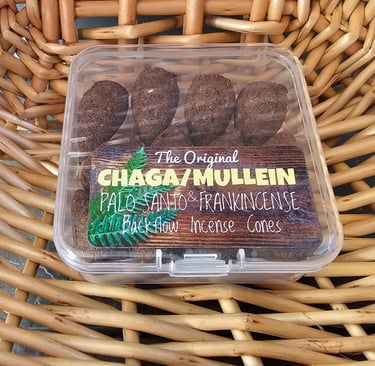 The Original
CHAGA/MULLEIN
PALO SANTO & FRANKINCENSE
Backflow Incense Cones